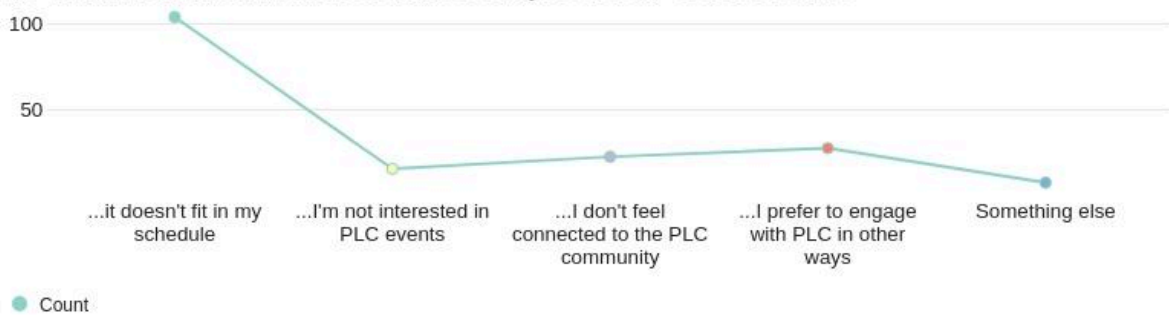 100
50
...it doesn't fit in my
schedule
...I'm not interested in
PLC events
...I don't feel
connected to the PLC
community
...I prefer to engage
with PLC in other
ways
Something else
Count